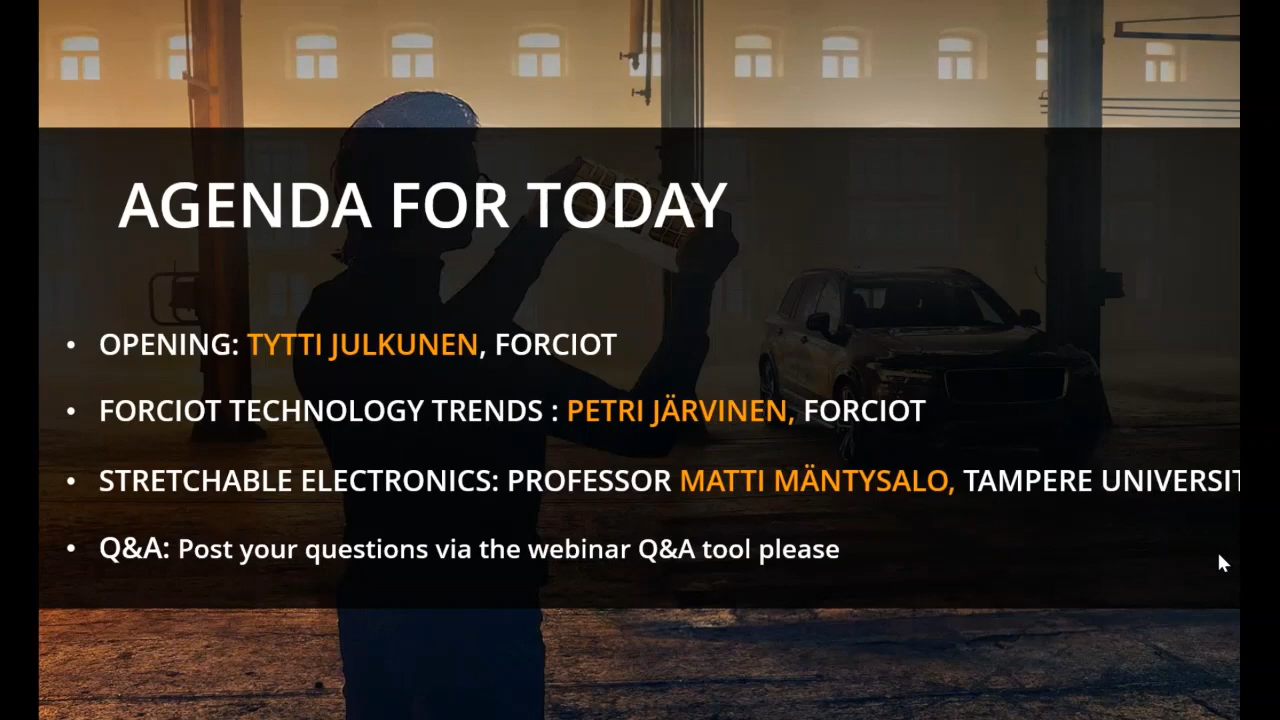 AGENDA FOR TODAY
• OPENING: TYTTI JULKUNEN, FORCIOT
• FORCIOT TECHNOLOGY TRENDS : PETRI JÄRVINEN, FORCIOT
• STRETCHABLE ELECTRONICS: PROFESSOR MATTI MÄNTYSALO, TAMPERE UNIVERSIT
• Q&A: Post your questions via the webinar Q&A tool please